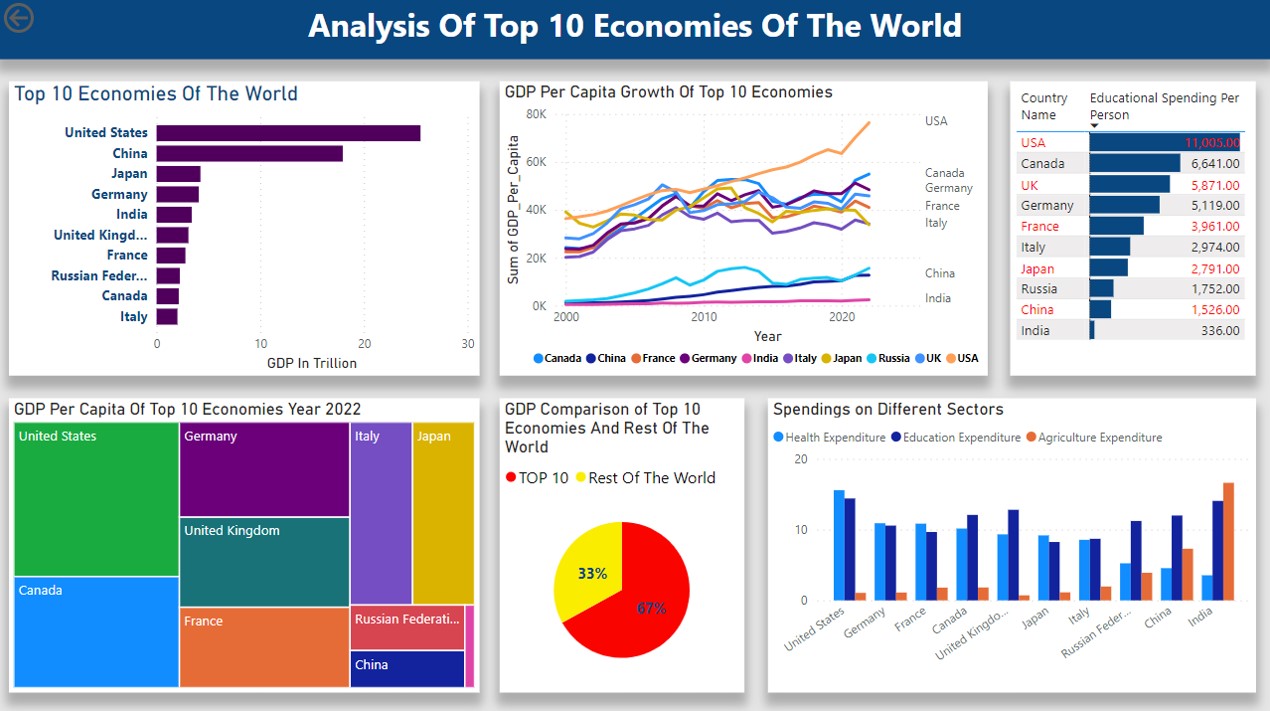 Analysis Of Top 10 Economies Of The World
Top 10 Economies Of The World
United States
China
Japan
Germany
India
United Kingd...
France
Russian Feder...
Canada
Italy
0 10 20 30
GDP In Trillion
GDP Per Capita Growth Of Top 10 Economies
Sum of GDP_Per_Capita
80K
60K
40K
20K
0K
2000 2010 2020
Year
USA
Canada
Germany
France
Italy
China
India
Canada China France Germany India Italy Japan Russia UK USA
Country Name
Educational Spending Per Person
USA 11,005.00
Canada 6,641.00
UK 5,871.00
Germany 5,119.00
France 3,961.00
Italy 2,974.00
Japan 2,791.00
Russia 1,752.00
China 1,526.00
India 336.00
GDP Per Capita Of Top 10 Economies Year 2022
United States
Canada
Germany
United Kingdom
France
Italy
Japan
Russian Federati...
China
GDP Comparison of Top 10
Economies And Rest Of The
World
TOP 10 Rest Of The World
33%
67%
Spendings on Different Sectors
Health Expenditure Education Expenditure Agriculture Expenditure
20
10
0
United States
Germany
France
Canada
United Kingdo...
Japan
Italy
Russian Feder...
China
India